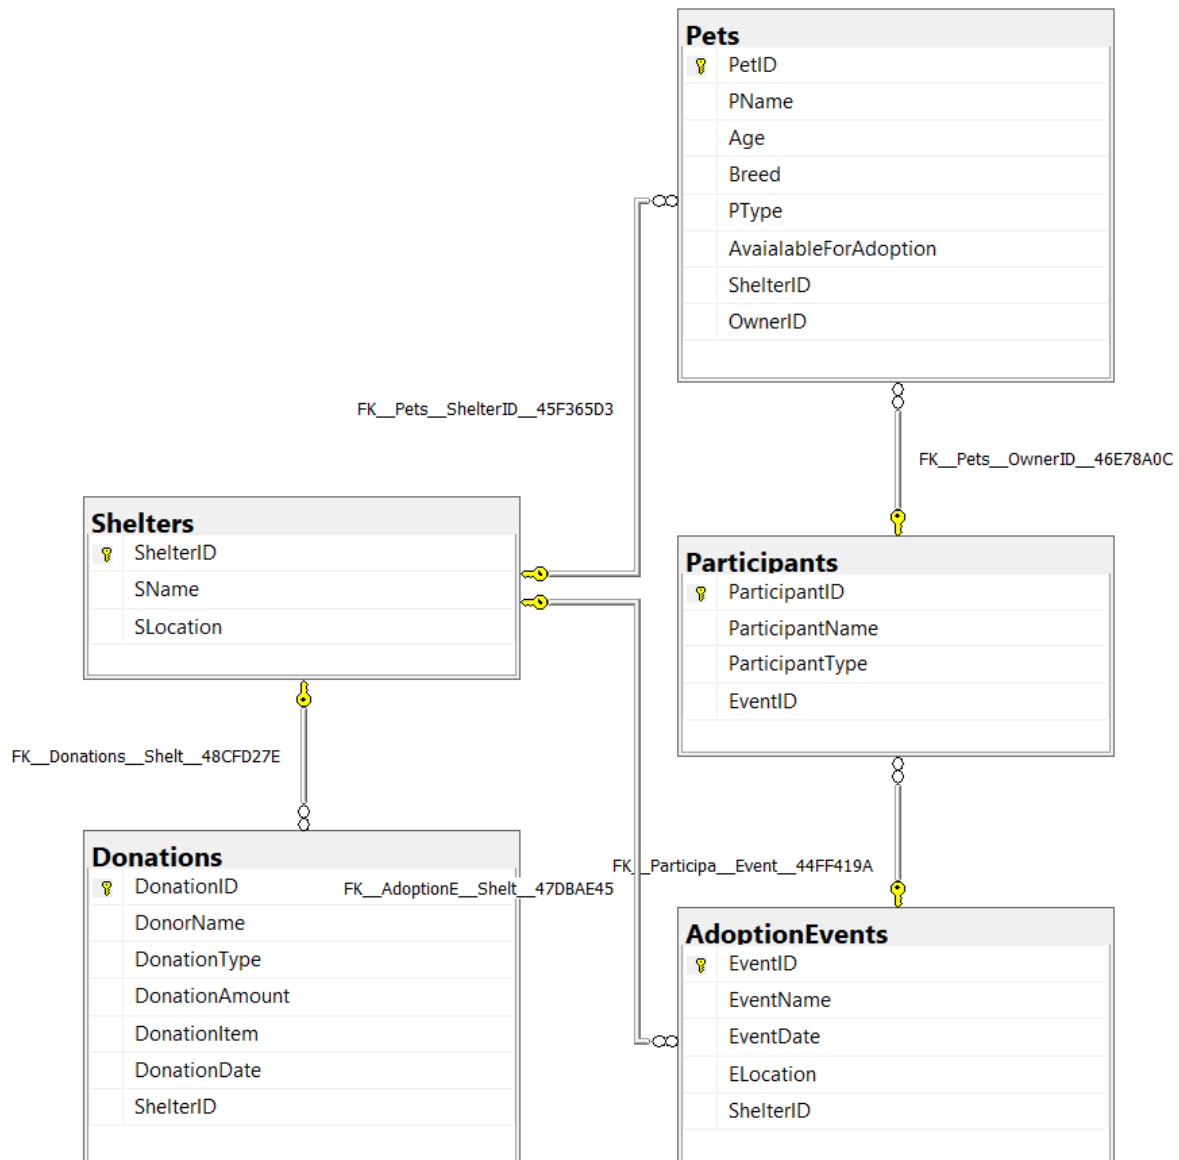 Pets
PetID
PName
Age
Breed
PType
AvaialableForAdoption
ShelterID
OwnerID
FK__Pets__ShelterID__45F365D3
FK__Pets__OwnerID__46E78A0C
Shelters
ShelterID
SName
SLocation
Participants
ParticipantID
ParticipantName
ParticipantType
EventID
FK__Donations__Shelt__48CFD27E
Donations
DonationID
DonorName
DonationType
DonationAmount
DonationItem
DonationDate
ShelterID
FK__Participa__Event__44FF419A
FK__AdoptionE__Shelt__47DBAE45
AdoptionEvents
EventID
EventName
EventDate
ELocation
ShelterID